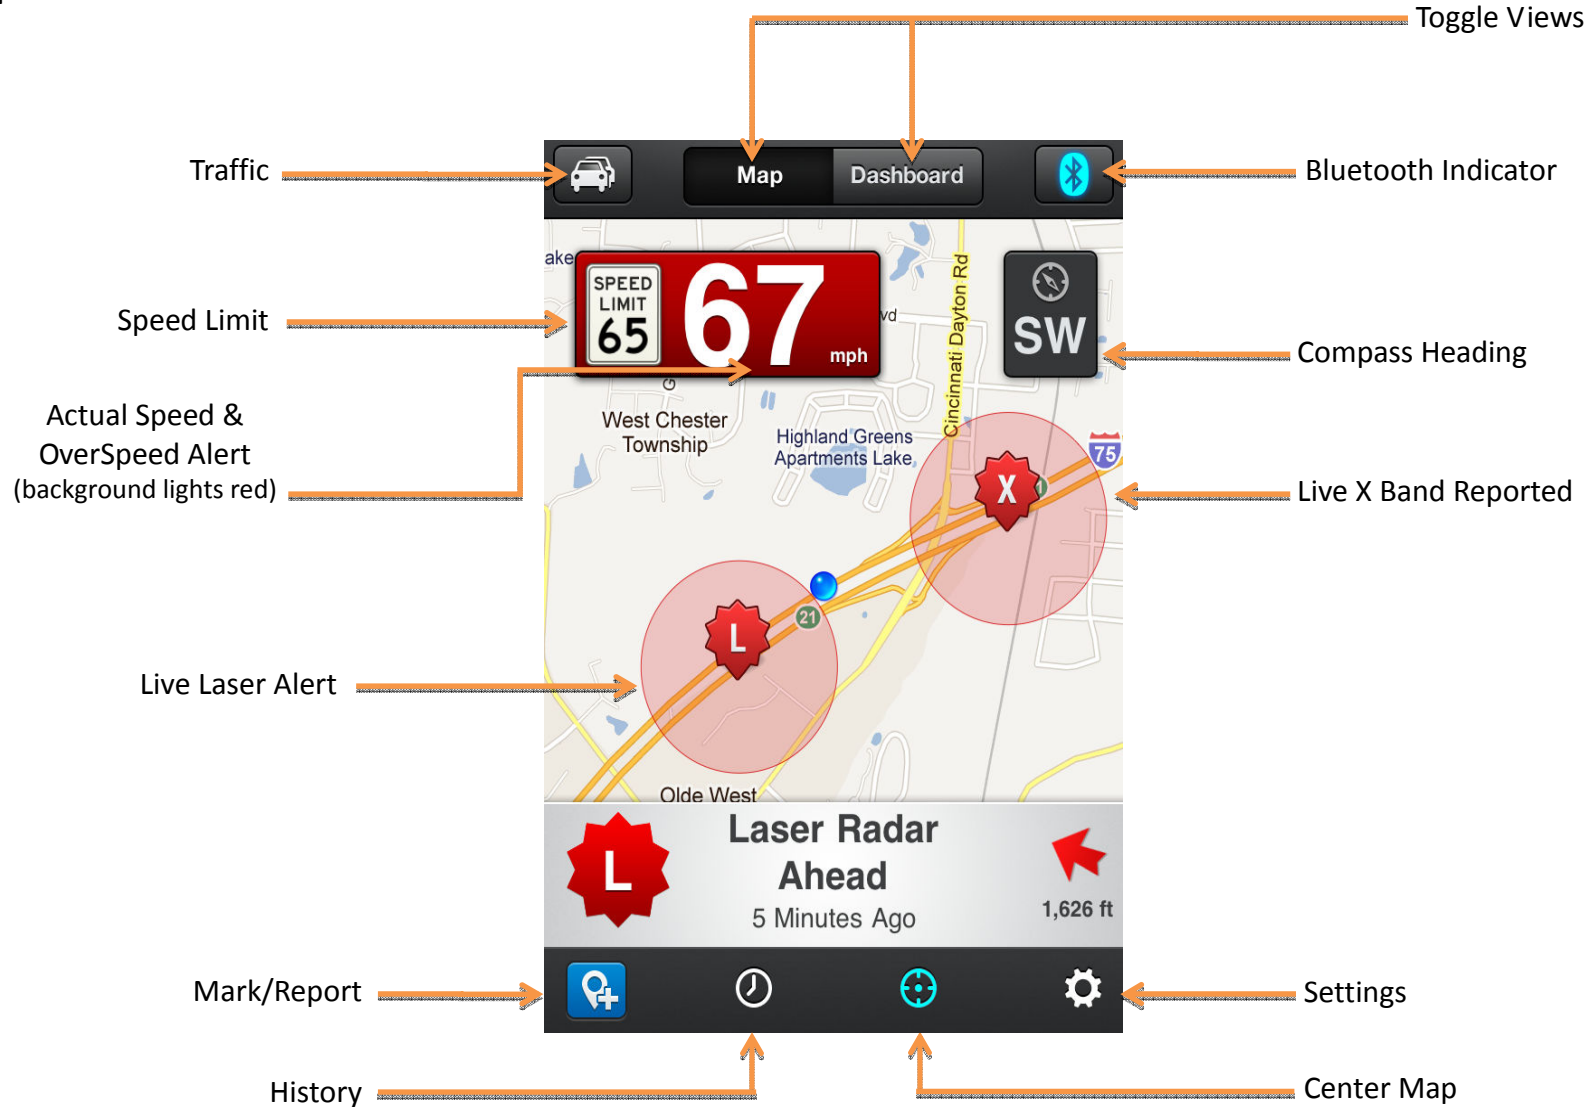 Toggle Views
Traffic
Map
Dashboard
Bluetooth Indicator
ake
SPEED
LIMIT
65
67
mph
vd
Cincinnati Dayton Rd
SW
Speed Limit
Compass Heading
G
West Chester
Township
Highland Greens
Apartments Lake
75
Actual Speed &
OverSpeed Alert
(background lights red)
X
Live X Band Reported
21
L
Live Laser Alert
Olde West
L
Laser Radar
Ahead
5 Minutes Ago
1,626 ft
Mark/Report
Settings
History
Center Map